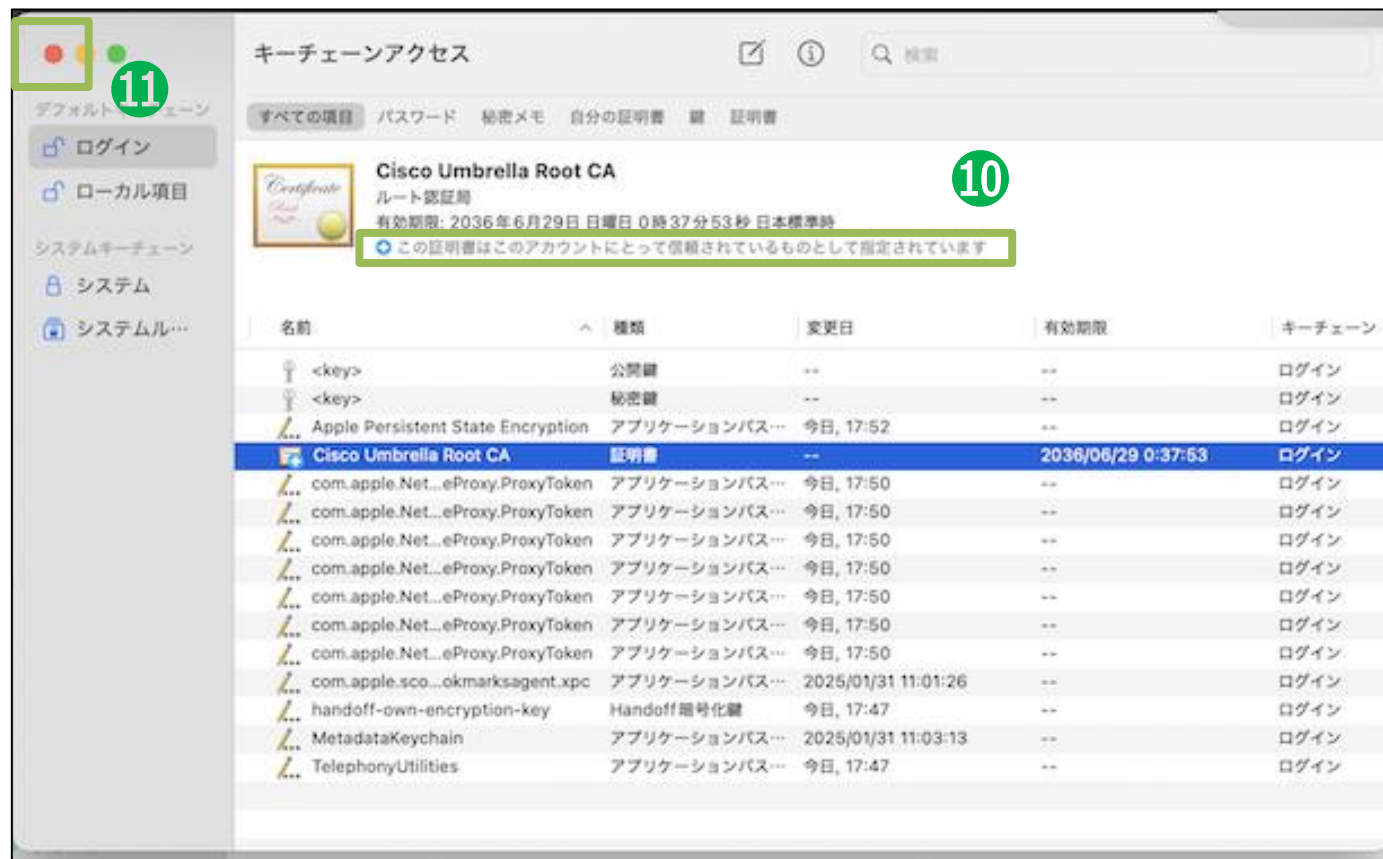 キーチェーンアクセス
検索
⑪
デフォルトキーチェーン
ログイン
ローカル項目
システムキーチェーン
システム
システムル…
すべての項目 パスワード 秘密メモ 自分の証明書 鍵 証明書
Certificate
Root
Cisco Umbrella Root CA
ルート認証局
有効期限: 2036年6月29日 日曜日 0時37分53秒 日本標準時
この証明書はこのアカウントにとって信頼されているものとして指定されています
⑩
名前 種類 変更日 有効期限 キーチェーン
<key> 公開鍵 -- -- ログイン
<key> 秘密鍵 -- -- ログイン
Apple Persistent State Encryption アプリケーションパス… 今日, 17:52 -- ログイン
Cisco Umbrella Root CA 証明書 -- 2036/06/29 0:37:53 ログイン
com.apple.Net...eProxy.ProxyToken アプリケーションパス… 今日, 17:50 -- ログイン
com.apple.Net...eProxy.ProxyToken アプリケーションパス… 今日, 17:50 -- ログイン
com.apple.Net...eProxy.ProxyToken アプリケーションパス… 今日, 17:50 -- ログイン
com.apple.Net...eProxy.ProxyToken アプリケーションパス… 今日, 17:50 -- ログイン
com.apple.Net...eProxy.ProxyToken アプリケーションパス… 今日, 17:50 -- ログイン
com.apple.Net...eProxy.ProxyToken アプリケーションパス… 今日, 17:50 -- ログイン
com.apple.Net...eProxy.ProxyToken アプリケーションパス… 今日, 17:50 -- ログイン
com.apple.sco...okmarksagent.xpc アプリケーションパス… 2025/01/31 11:01:26 -- ログイン
handoff-own-encryption-key Handoff暗号化鍵 今日, 17:47 -- ログイン
MetadataKeychain アプリケーションパス… 2025/01/31 11:03:13 -- ログイン
TelephonyUtilities アプリケーションパス… 今日, 17:47 -- ログイン